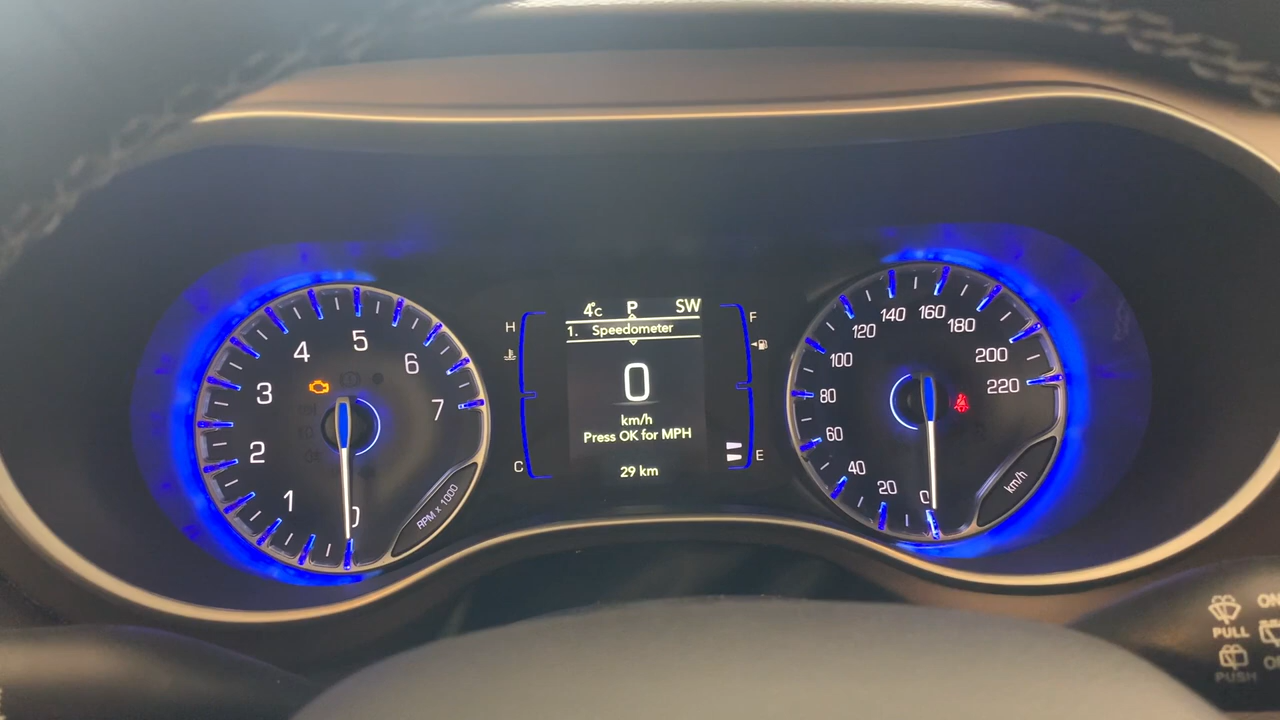 4°C P SW
1. Speedometer
0
km/h
Press OK for MPH
29 km
H
C
F
E
0
1
2
3
4
5
6
7
RPM x 1000
0
20
40
60
80
100
120
140
160
180
200
220
km/h
PULL
PUSH